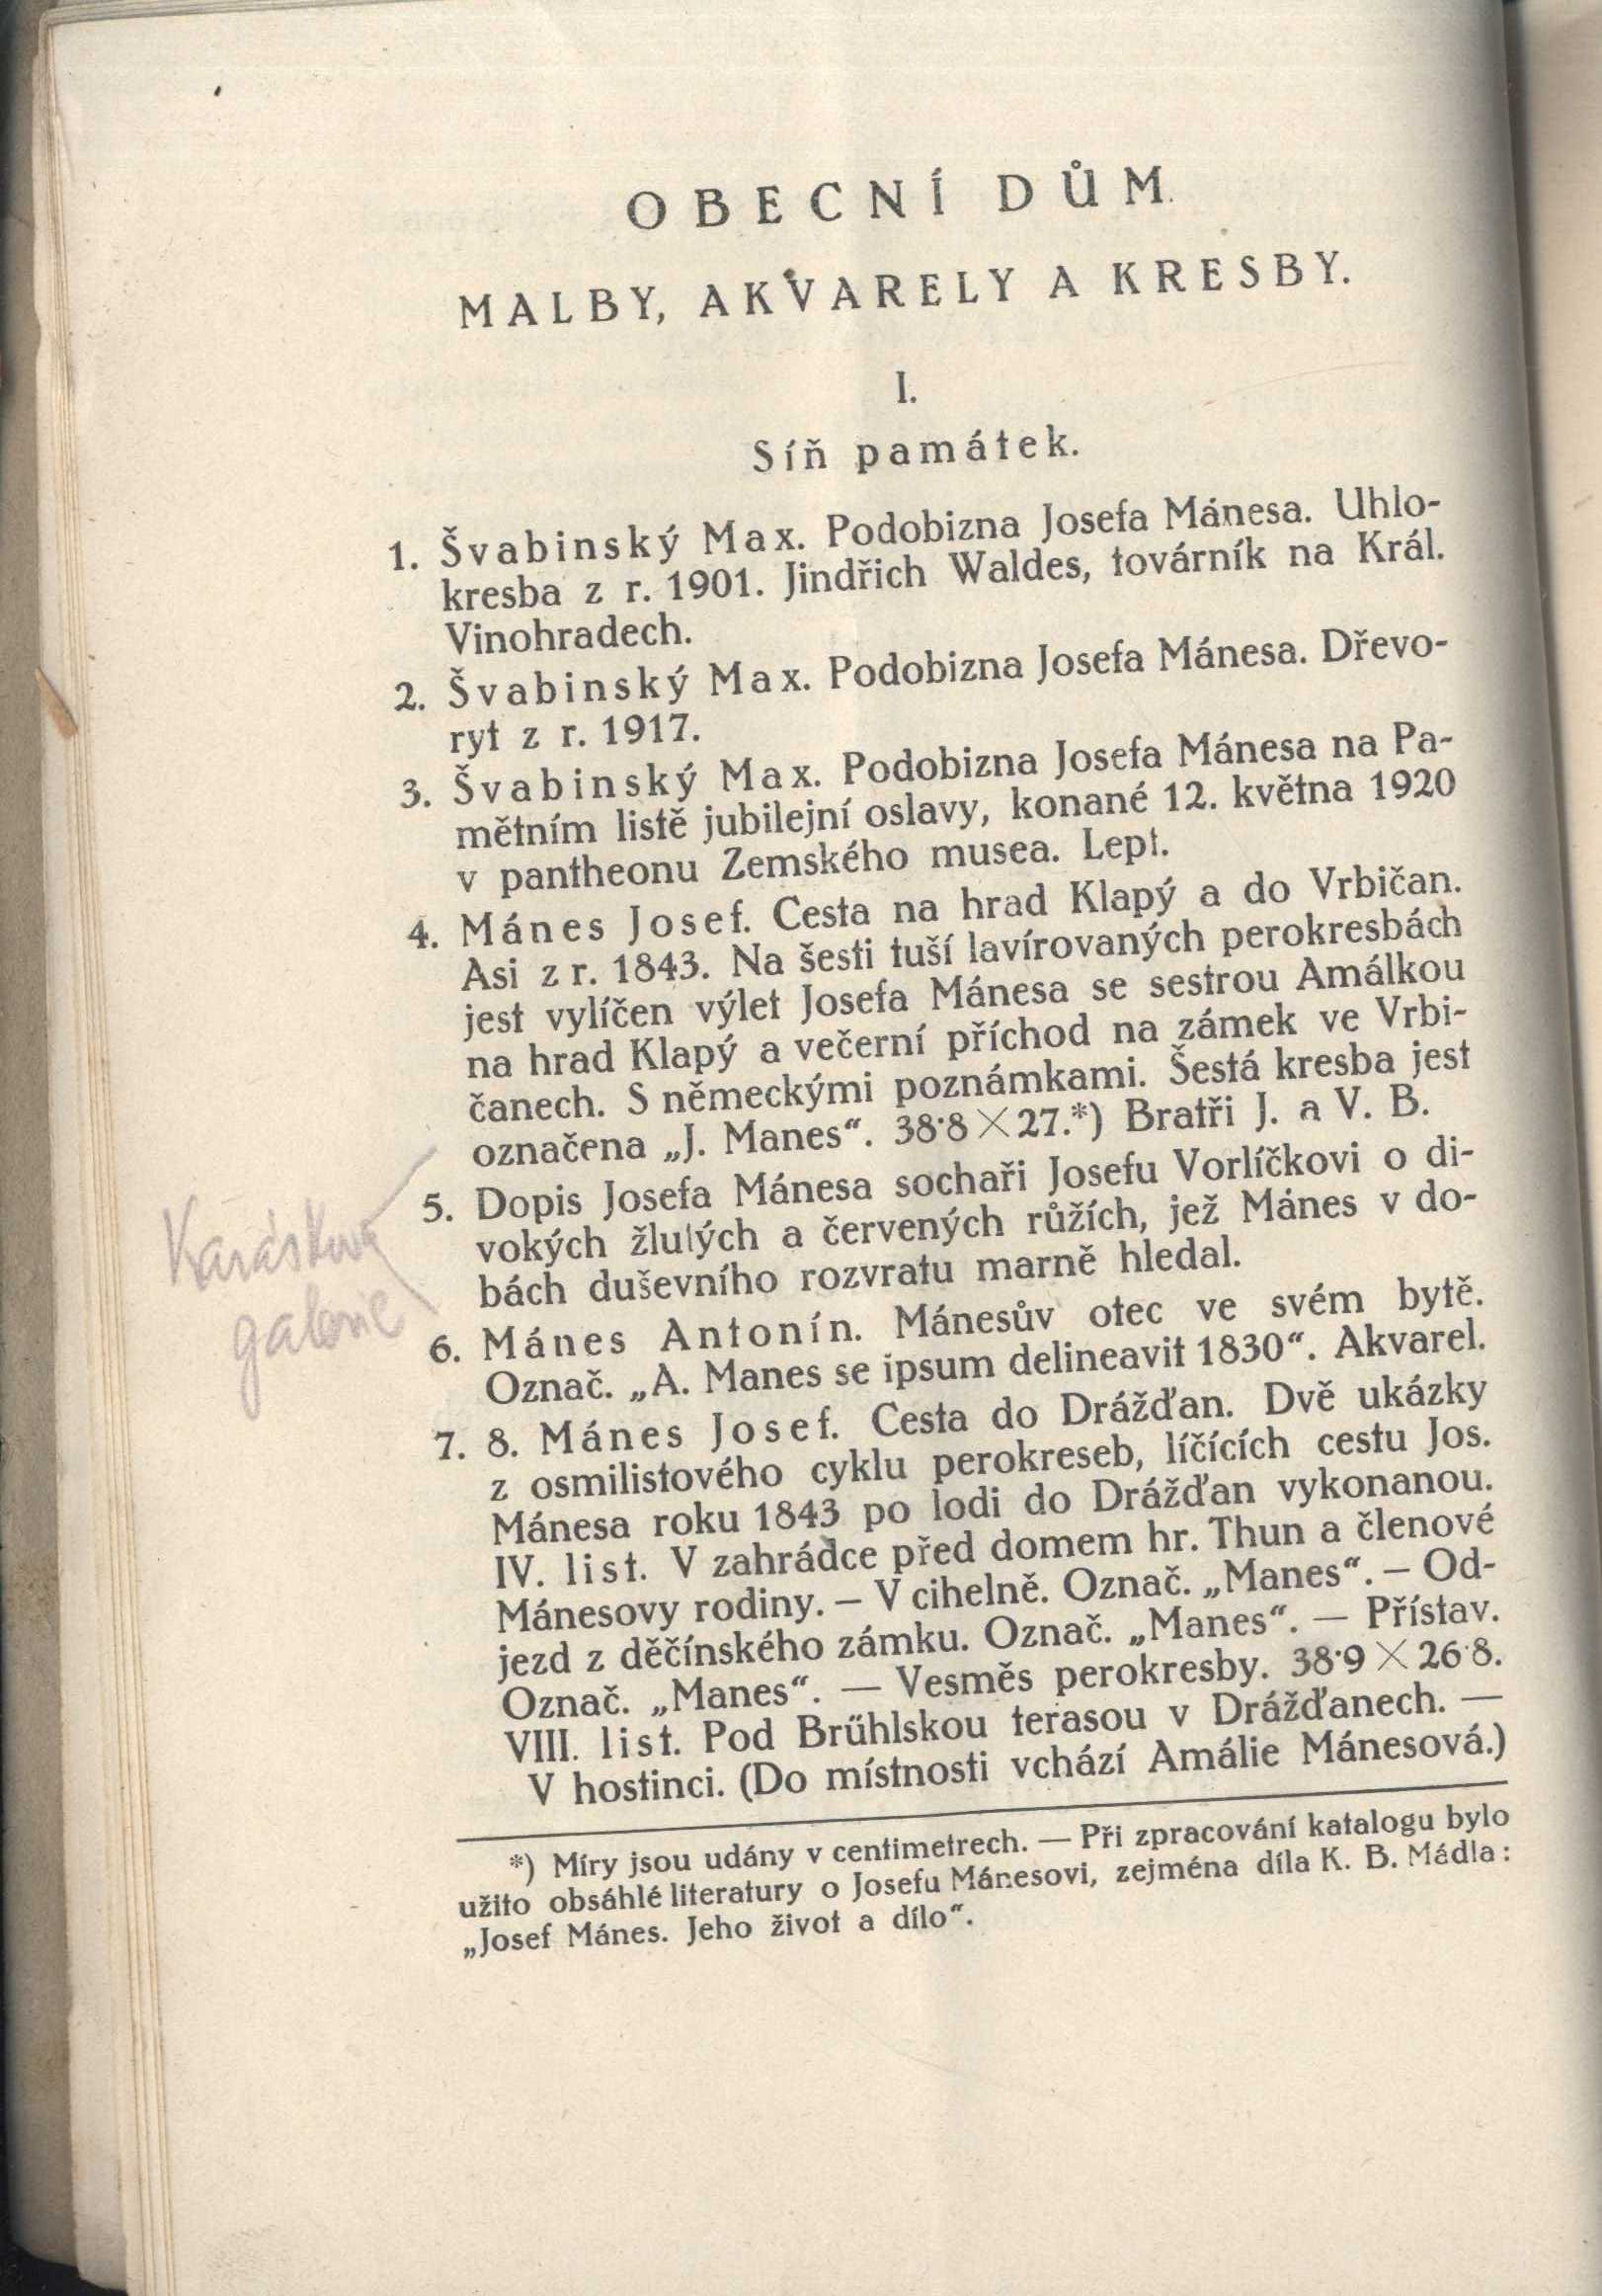 OBECNÍ DŮM.
MALBY, AKVARELY A KRESBY.
I.
Síň památek.
1. Švabinský Max. Podobizna Josefa Mánesa. Uhlo-
kresba z r. 1901. Jindřich Waldes, továrník na Král.
Vinohradech.
2. Švabinský Max. Podobizna Josefa Mánesa. Dřevo-
ryt z r. 1917.
3. Švabinský Max. Podobizna Josefa Mánesa na Pa-
mětním listě jubilejní oslavy, konané 12. května 1920
v pantheonu Zemského musea. Lept.
4. Mánes Josef. Cesta na hrad Klapý a do Vrbičan.
Asi z r. 1843. Na šesti tuší lavírovaných perokresbách
jest vylíčen výlet Josefa Mánesa se sestrou Amálkou
na hrad Klapý a večerní příchod na zámek ve Vrbi-
čanech. S německými poznámkami. Šestá kresba jest
označena „J. Manes“. 38·8 × 27.*) Bratři J. a V. B.
5. Dopis Josefa Mánesa sochaři Josefu Vorlíčkovi o di-
vokých žlutých a červených růžích, jež Mánes v do-
bách duševního rozvratu marně hledal.
Karáskova
galerie
6. Mánes Antonín. Mánesův otec ve svém bytě.
Označ. „A. Manes se ipsum delineavit 1830“. Akvarel.
7. 8. Mánes Josef. Cesta do Drážďan. Dvě ukázky
z osmilistového cyklu perokreseb, líčících cestu Jos.
Mánesa roku 1843 po lodi do Drážďan vykonanou.
IV. list. V zahrádce před domem hr. Thun a členové
Mánesovy rodiny. — V cihelně. Označ. „Manes“. — Od-
jezd z děčínského zámku. Označ. „Manes“. — Přístav.
Označ. „Manes“. — Vesměs perokresby. 38·9 × 26·8.
VIII. list. Pod Brühlskou terasou v Drážďanech. —
V hostinci. (Do místnosti vchází Amálie Mánesová.)
*) Míry jsou udány v centimetrech. — Při zpracování katalogu bylo
užito obsáhlé literatury o Josefu Mánesovi, zejména díla K. B. Mádla:
„Josef Mánes. Jeho život a dílo“.